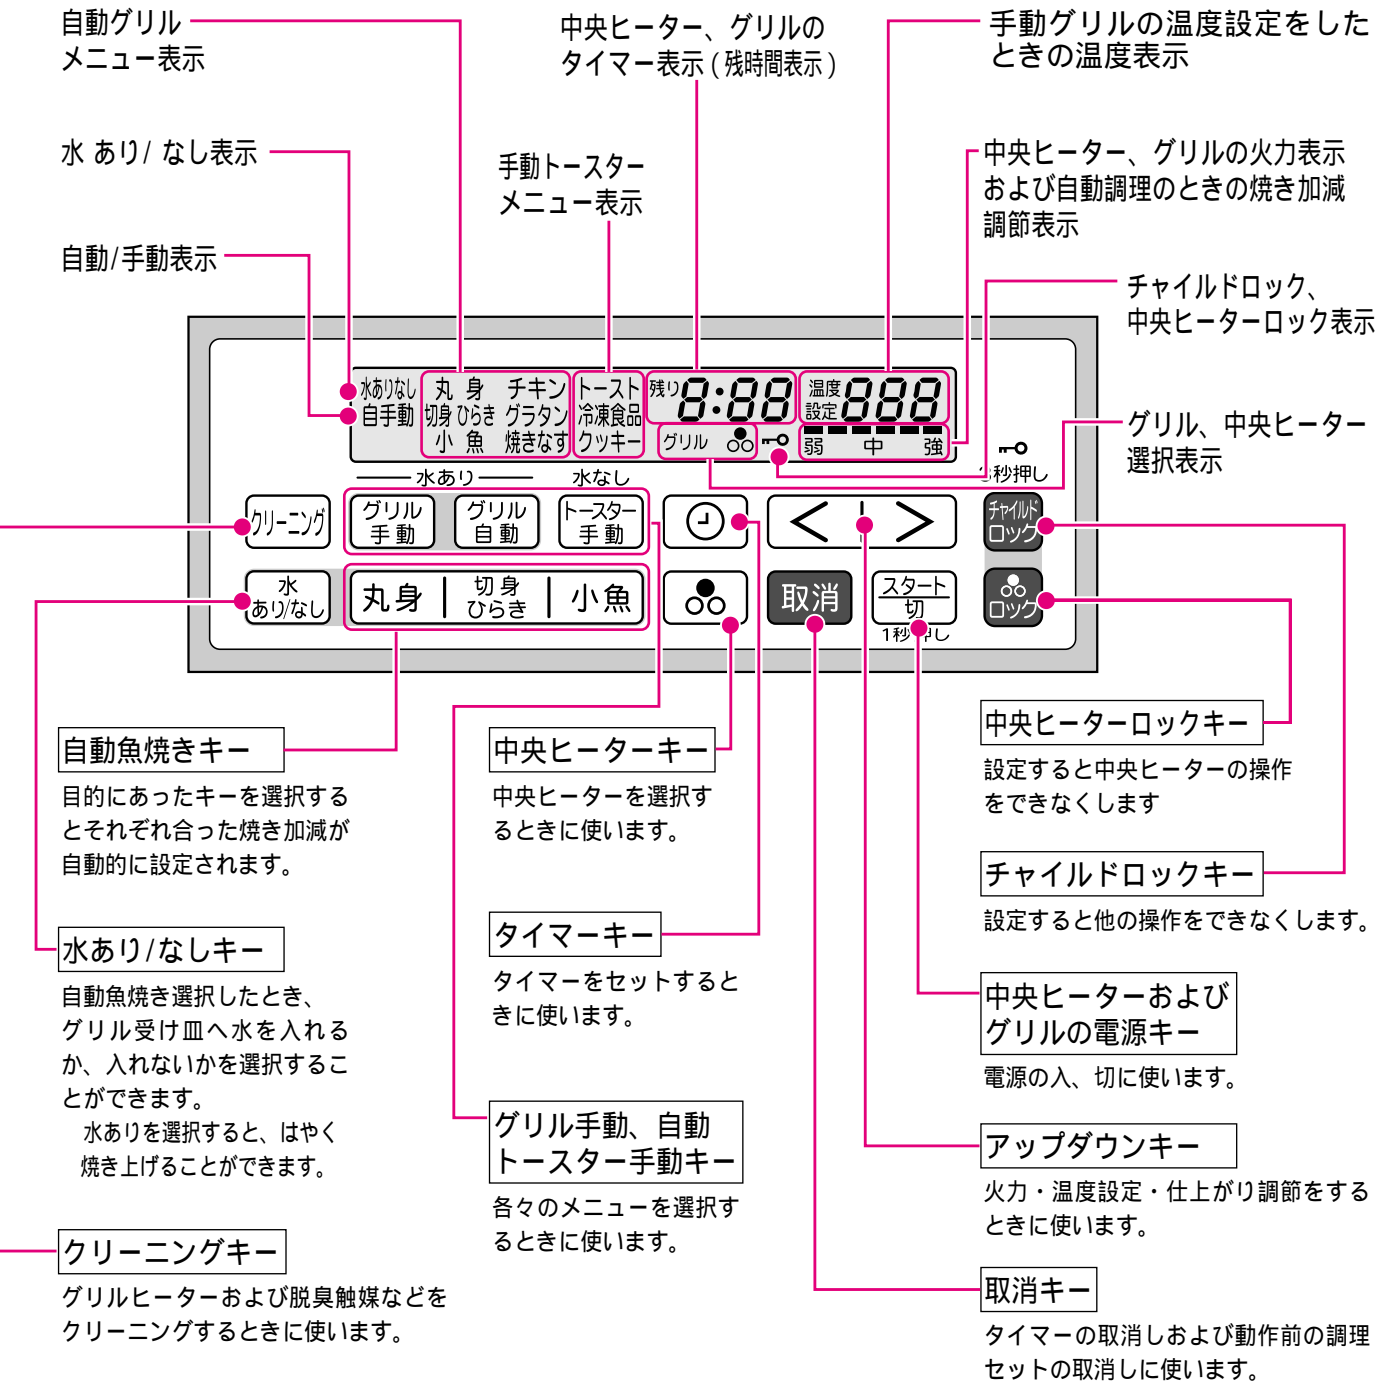 自動グリル
メニュー表示
中央ヒーター、グリルの
タイマー表示(残時間表示)
手動グリルの温度設定をした
ときの温度表示
水 あり/ なし表示
手動トースター
メニュー表示
中央ヒーター、グリルの火力表示
および自動調理のときの焼き加減
調節表示
自動/手動表示
チャイルドロック、
中央ヒーターロック表示
グリル、中央ヒーター
選択表示
水ありなし 丸 身 チキン トースト 残り 8:88 温度 888
自手動 切身 ひらき グラタン 冷凍食品 設定
小 魚 焼きなす クッキー グリル 弱 中 強
水あり 水なし 秒押し
クリーニング
グリル
手動
グリル
自動
トースター
手動
< >
チャイルド
ロック
水
あり/なし
丸身
切身
ひらき
小魚
取消
スタート
切
1秒押し
ロック
自動魚焼きキー
目的にあったキーを選択する
とそれぞれ合った焼き加減が
自動的に設定されます。
水あり/なしキー
自動魚焼き選択したとき、
グリル受け皿へ水を入れる
か、入れないかを選択するこ
とができます。
水ありを選択すると、はやく
焼き上げることができます。
クリーニングキー
グリルヒーターおよび脱臭触媒などを
クリーニングするときに使います。
中央ヒーターキー
中央ヒーターを選択す
るときに使います。
タイマーキー
タイマーをセットすると
きに使います。
グリル手動、自動
トースター手動キー
各々のメニューを選択す
るときに使います。
中央ヒーターロックキー
設定すると中央ヒーターの操作
をできなくします
チャイルドロックキー
設定すると他の操作をできなくします。
中央ヒーターおよび
グリルの電源キー
電源の入、切に使います。
アップダウンキー
火力・温度設定・仕上がり調節をする
ときに使います。
取消キー
タイマーの取消しおよび動作前の調理
セットの取消しに使います。